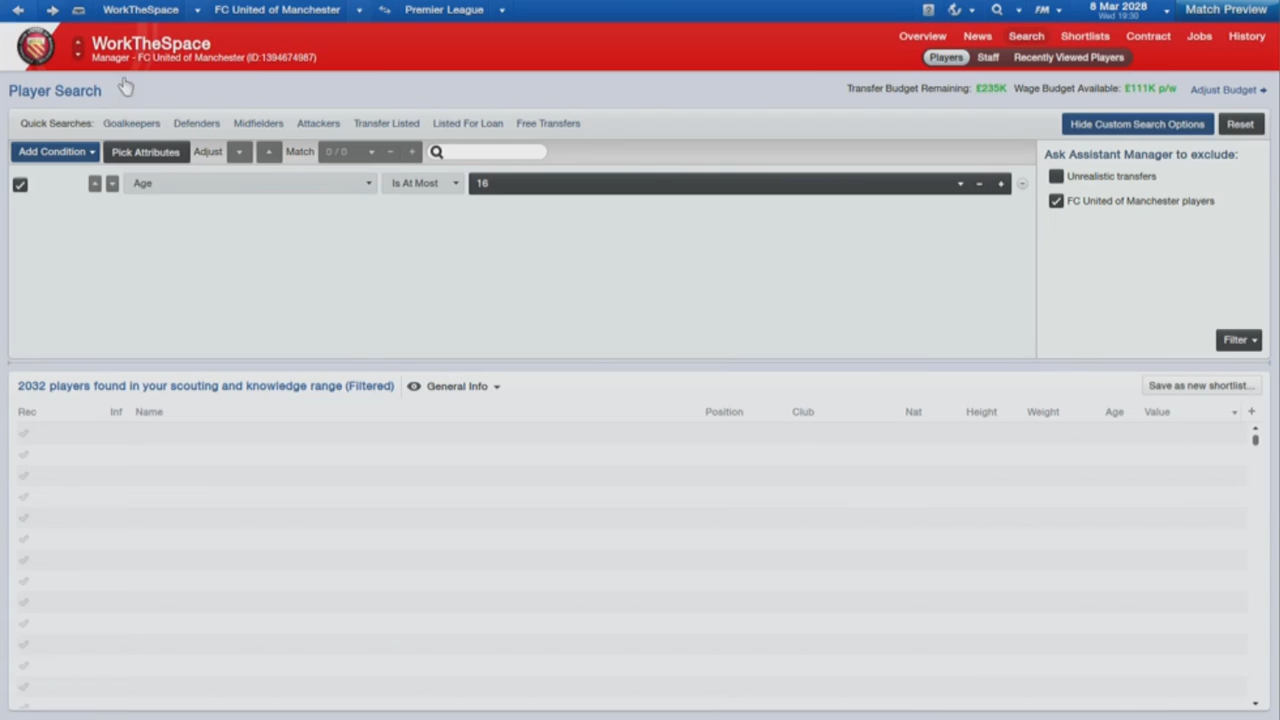 WorkTheSpace FC United of Manchester Premier League FM 8 Mar 2028 Wed 19:30 Match Preview
WorkTheSpace
Manager - FC United of Manchester (ID:1394674987)
Overview News Search Shortlists Contract Jobs History
Players Staff Recently Viewed Players
Player Search
Transfer Budget Remaining: £235K Wage Budget Available: £111K p/w Adjust Budget
Quick Searches: Goalkeepers Defenders Midfielders Attackers Transfer Listed Listed For Loan Free Transfers
Hide Custom Search Options Reset
Add Condition Pick Attributes Adjust Match 0 / 0
Age Is At Most 16
Ask Assistant Manager to exclude:
Unrealistic transfers
FC United of Manchester players
Filter
2032 players found in your scouting and knowledge range (Filtered) General Info Save as new shortlist...
Rec Inf Name Position Club Nat Height Weight Age Value